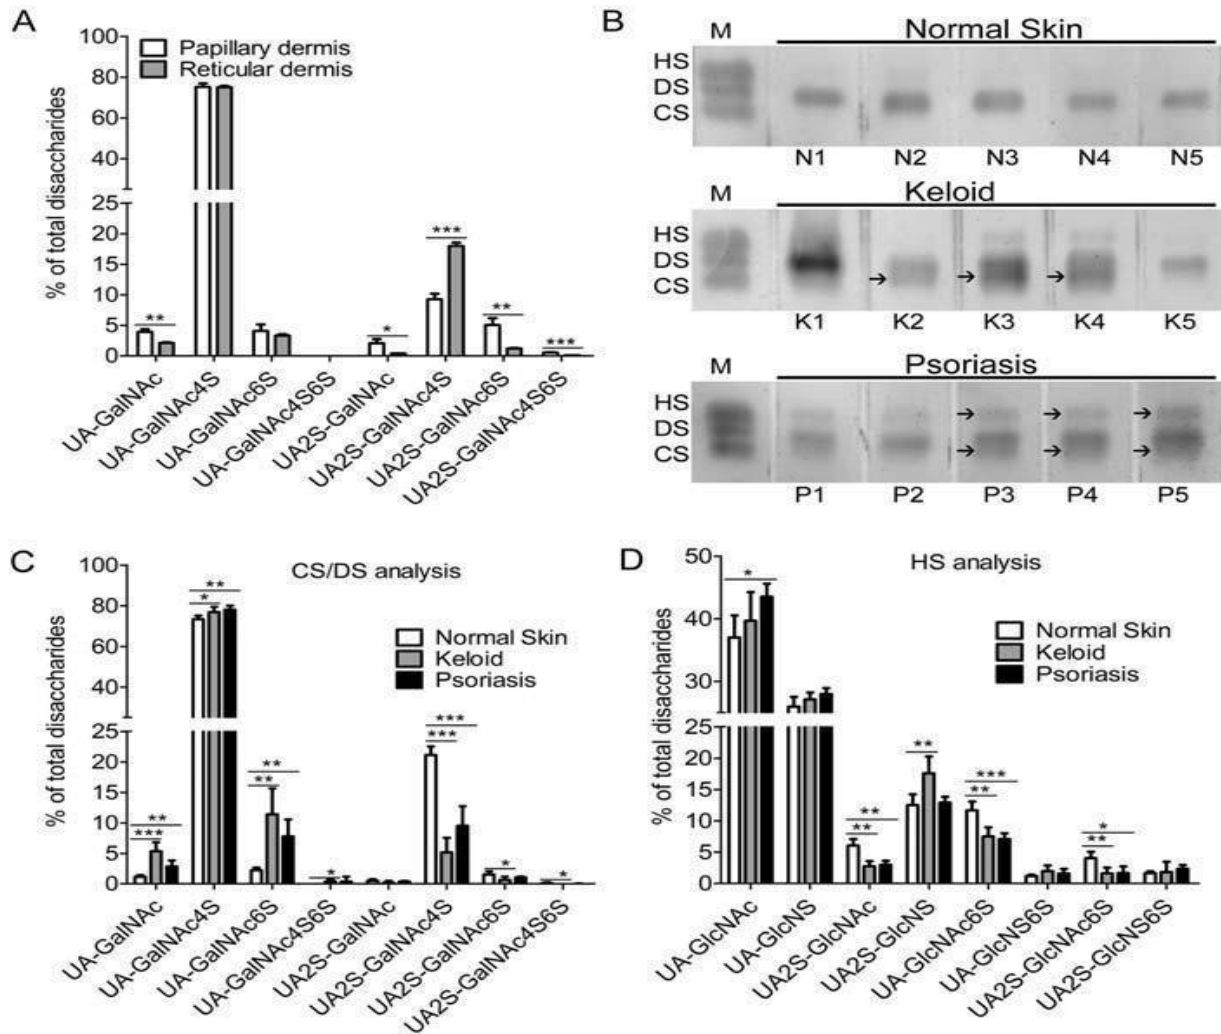 A
% of total disaccharides
100
80
60
40
25
20
15
10
5
0
Papillary dermis
Reticular dermis
**
*
***
**
***
UA-GalNAc
UA-GalNAc4S
UA-GalNAc6S
UA-GalNAc4S6S
UA2S-GalNAc
UA2S-GalNAc4S
UA2S-GalNAc6S
UA2S-GalNAc4S6S
B
M
Normal Skin
HS
DS
CS
N1 N2 N3 N4 N5
M
Keloid
HS
DS
CS
K1 K2 K3 K4 K5
M
Psoriasis
HS
DS
CS
P1 P2 P3 P4 P5
C
CS/DS analysis
% of total disaccharides
100
80
60
40
25
20
15
10
5
0
Normal Skin
Keloid
Psoriasis
**
***
**
*
**
**
*
***
***
*
*
UA-GalNAc
UA-GalNAc4S
UA-GalNAc6S
UA-GalNAc4S6S
UA2S-GalNAc
UA2S-GalNAc4S
UA2S-GalNAc6S
UA2S-GalNAc4S6S
D
HS analysis
% of total disaccharides
50
40
30
25
20
15
10
5
0
Normal Skin
Keloid
Psoriasis
*
**
**
**
***
**
*
**
UA-GlcNAc
UA-GlcNS
UA2S-GlcNAc
UA2S-GlcNS
UA-GlcNAc6S
UA-GlcNS6S
UA2S-GlcNAc6S
UA2S-GlcNS6S